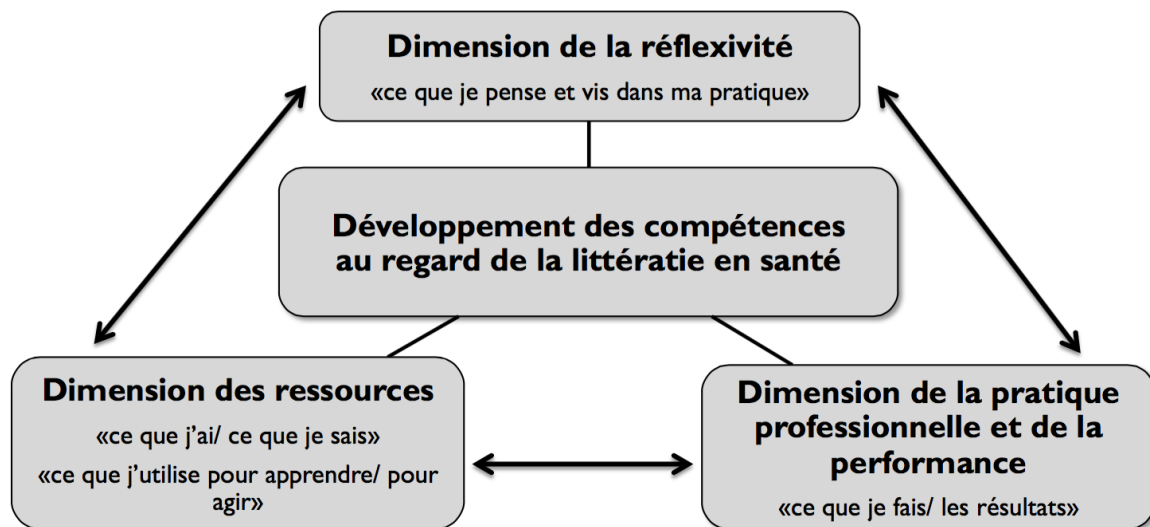 Dimension de la réflexivité
«ce que je pense et vis dans ma pratique»
Développement des compétences
au regard de la littératie en santé
Dimension des ressources
«ce que j’ai/ ce que je sais»
«ce que j’utilise pour apprendre/ pour
agir»
Dimension de la pratique
professionnelle et de la
performance
«ce que je fais/ les résultats»